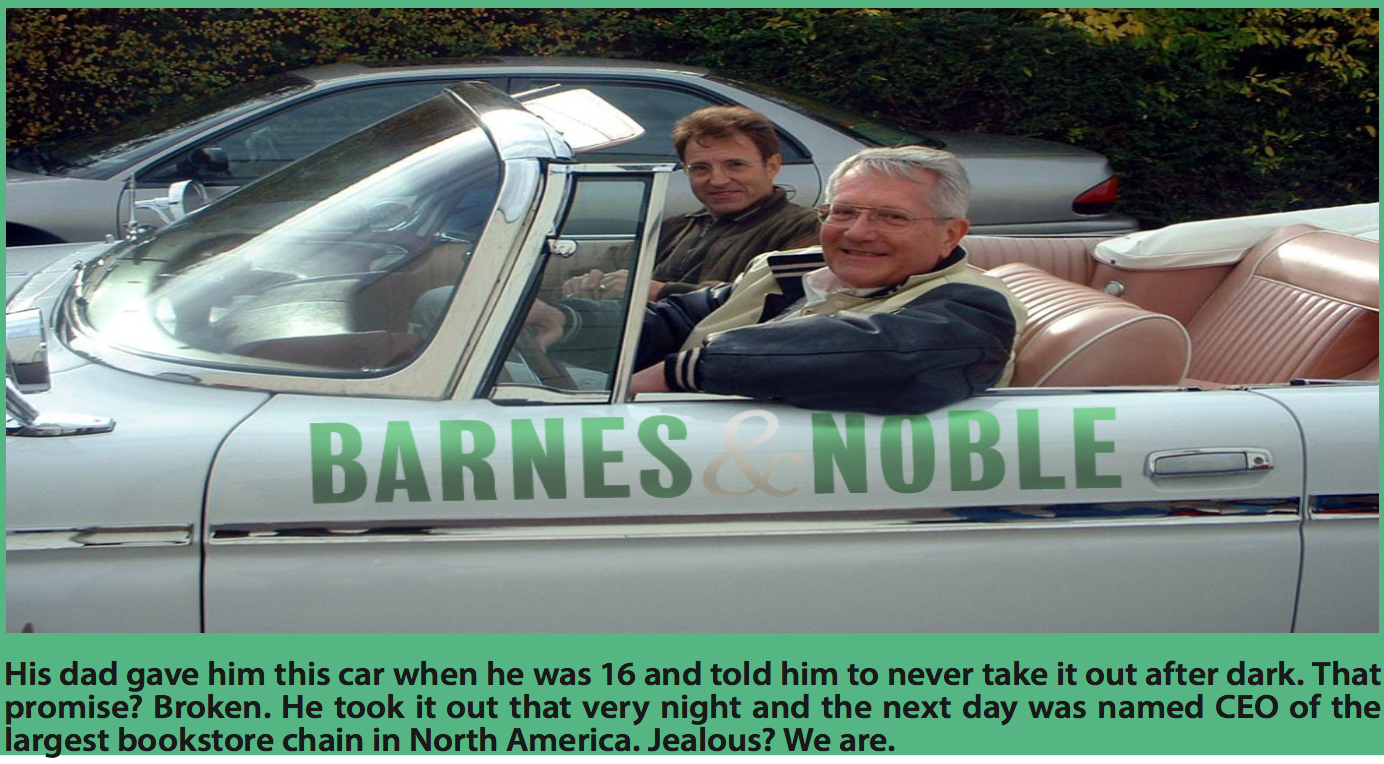 BARNES & NOBLE
His dad gave him this car when he was 16 and told him to never take it out after dark. That
promise? Broken. He took it out that very night and the next day was named CEO of the
largest bookstore chain in North America. Jealous? We are.